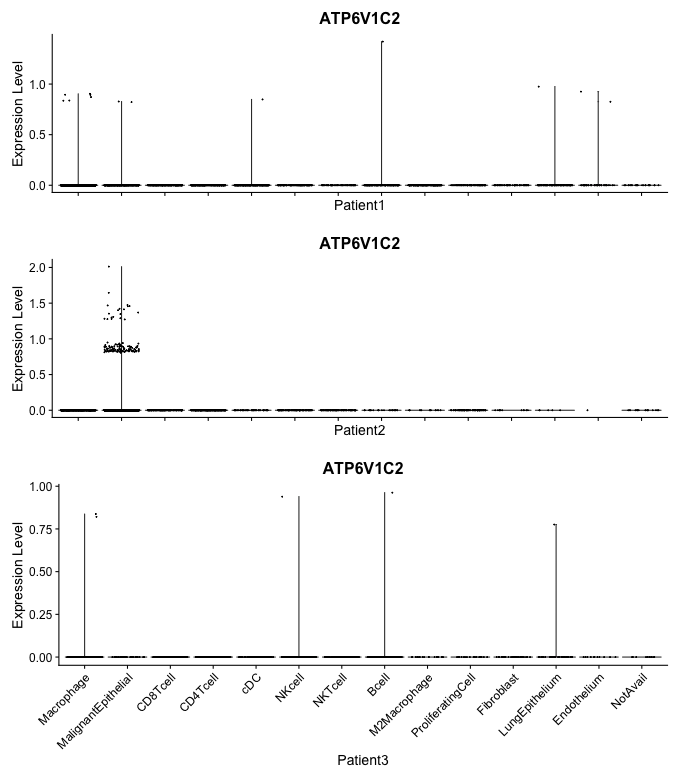 ATP6V1C2
Expression Level
1.0
0.5
0.0
Patient1
ATP6V1C2
Expression Level
2.0
1.5
1.0
0.5
0.0
Patient2
ATP6V1C2
Expression Level
1.00
0.75
0.50
0.25
0.00
Macrophage
MalignantEpithelial
CD8Tcell
CD4Tcell
cDC
NKcell
NKTcell
Bcell
M2Macrophage
ProliferatingCell
Fibroblast
LungEpithelium
Endothelium
NotAvail
Patient3